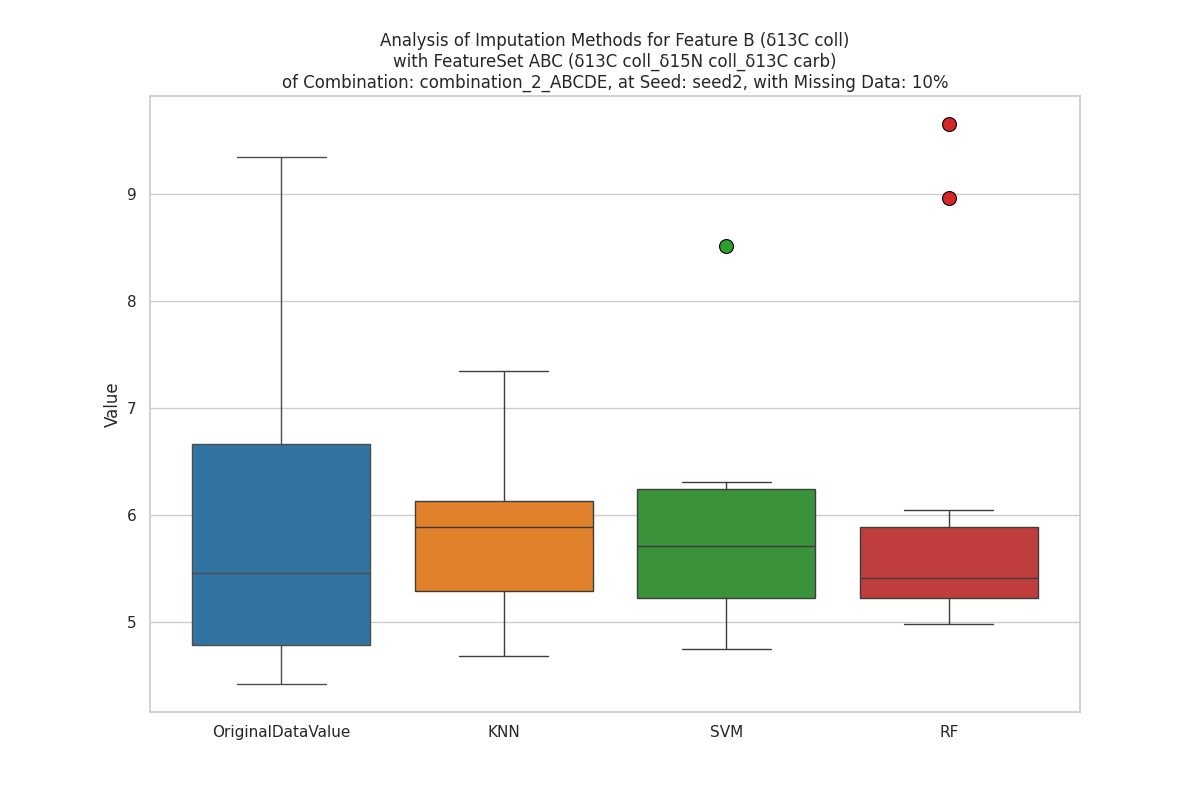 Analysis of Imputation Methods for Feature B (δ13C coll)
with FeatureSet ABC (δ13C coll_δ15N coll_δ13C carb)
of Combination: combination_2_ABCDE, at Seed: seed2, with Missing Data: 10%
9
8
7
6
5
Value
OriginalDataValue
KNN
SVM
RF